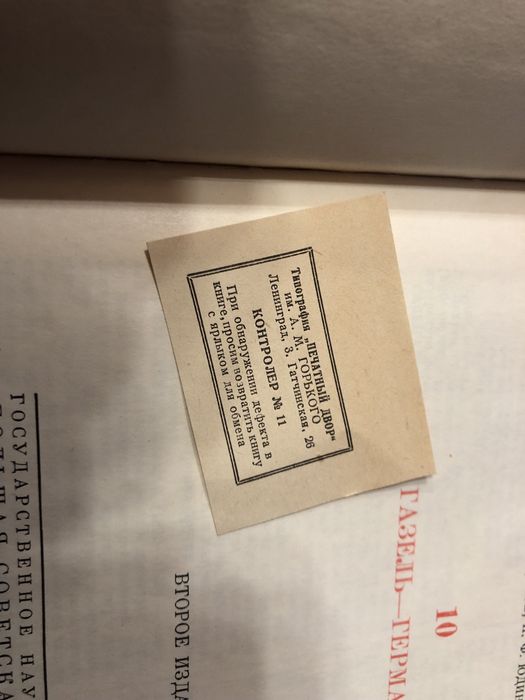 Типография „ПЕЧАТНЫЙ ДВОР“
им. А. М. ГОРЬКОГО
Ленинград, 3, Гатчинская, 26
КОНТРОЛЕР № 11
При обнаружении дефекта в
книге, просим возвратить книгу
с ярлыком для обмена
10
ГАЗЕЛЬ—ГЕРМА
ВТОРОЕ ИЗДА
ГОСУДАРСТВЕННОЕ НАУ
СОВЕТСКА